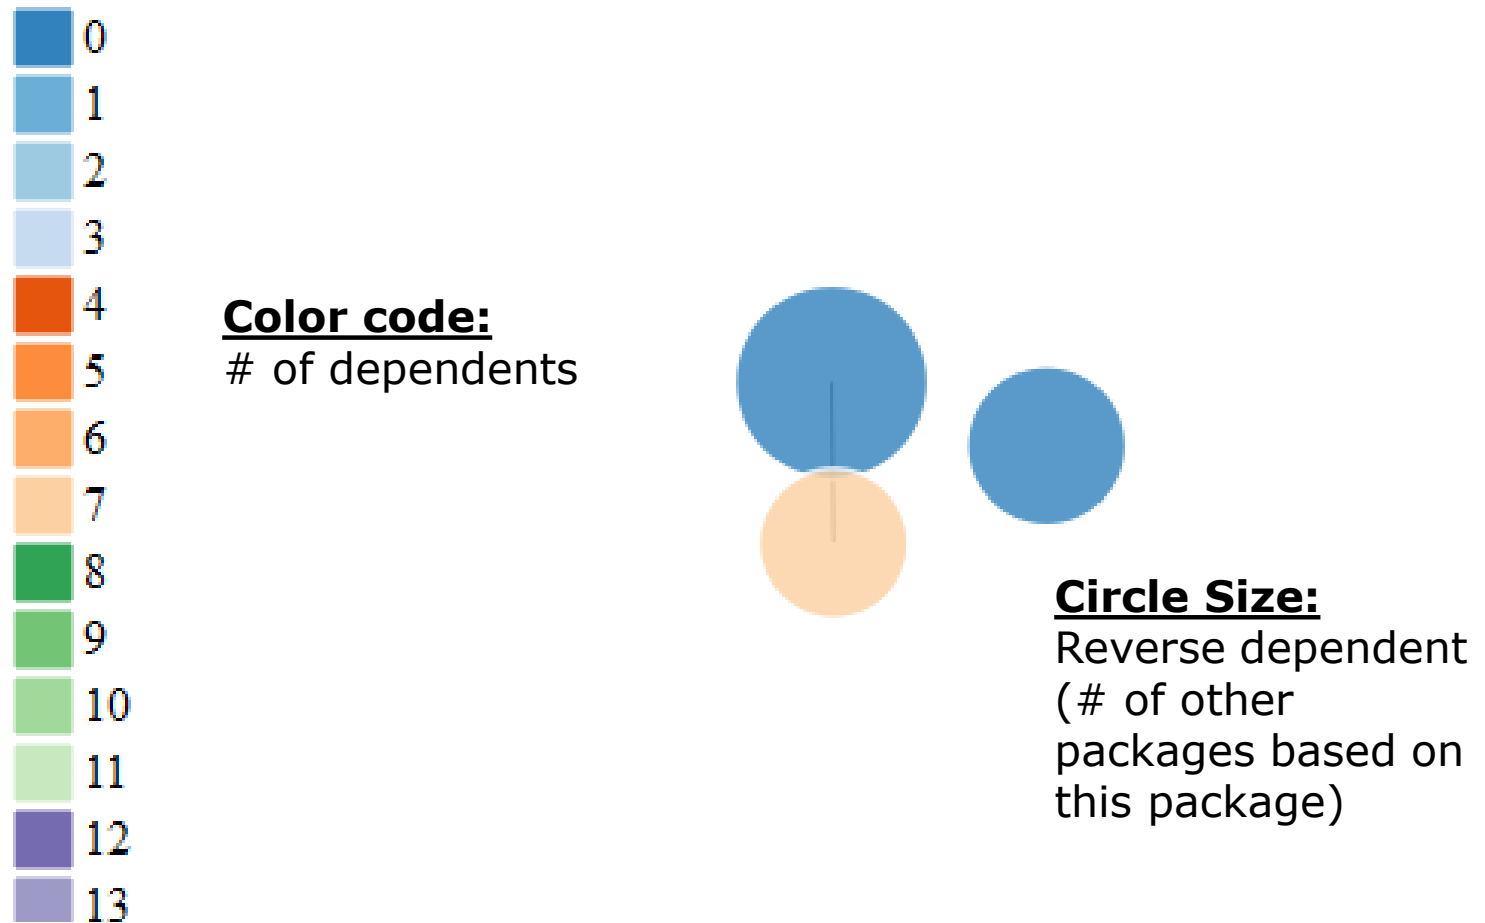 0
1
2
3
4
5
6
7
8
9
10
11
12
13
Color code:
# of dependents
Circle Size:
Reverse dependent
(# of other
packages based on
this package)